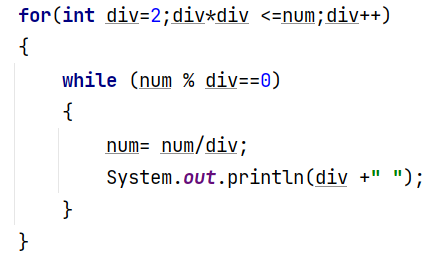 for(int div=2;div*div <=num;div++)
{
while (num % div==0)
{
num= num/div;
System.out.println(div +" ");
}
}